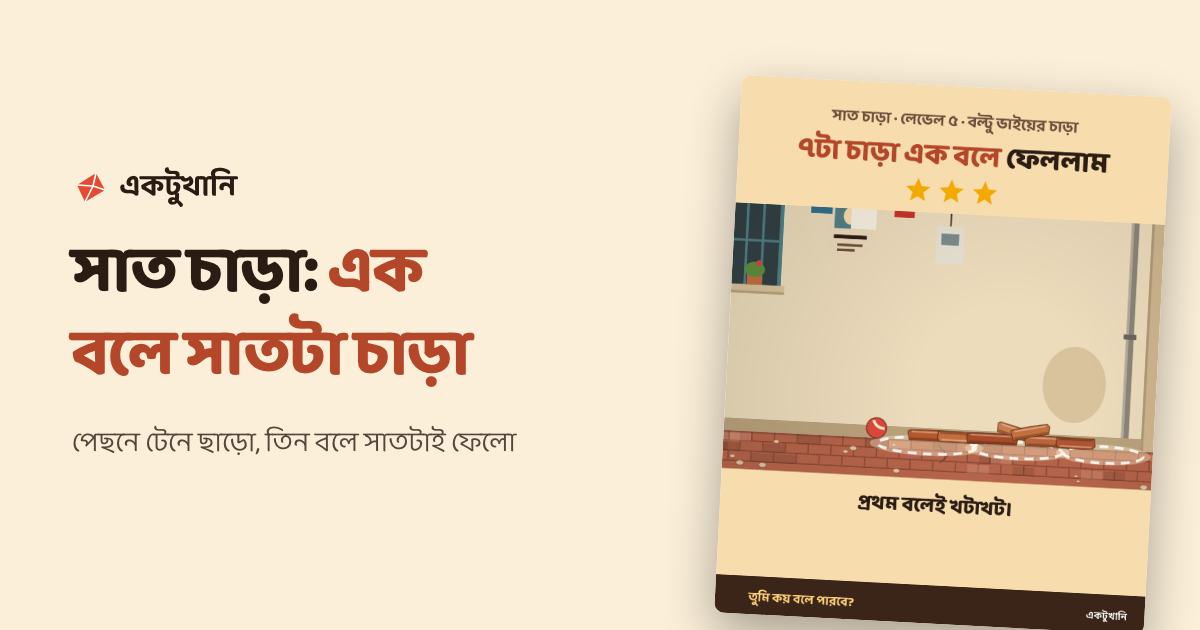 একটুখানি
সাত চাড়া: এক
বলে সাতটা চাড়া
পেছনে টেনে ছাড়ো, তিন বলে সাতটাই ফেলো
সাত চাড়া · লেভেল ৫ · বল্টু ভাইয়ের চাড়া
৭টা চাড়া এক বলে ফেললাম
প্রথম বলেই খটাখট।
তুমি কয় বলে পারবে?
একটুখানি